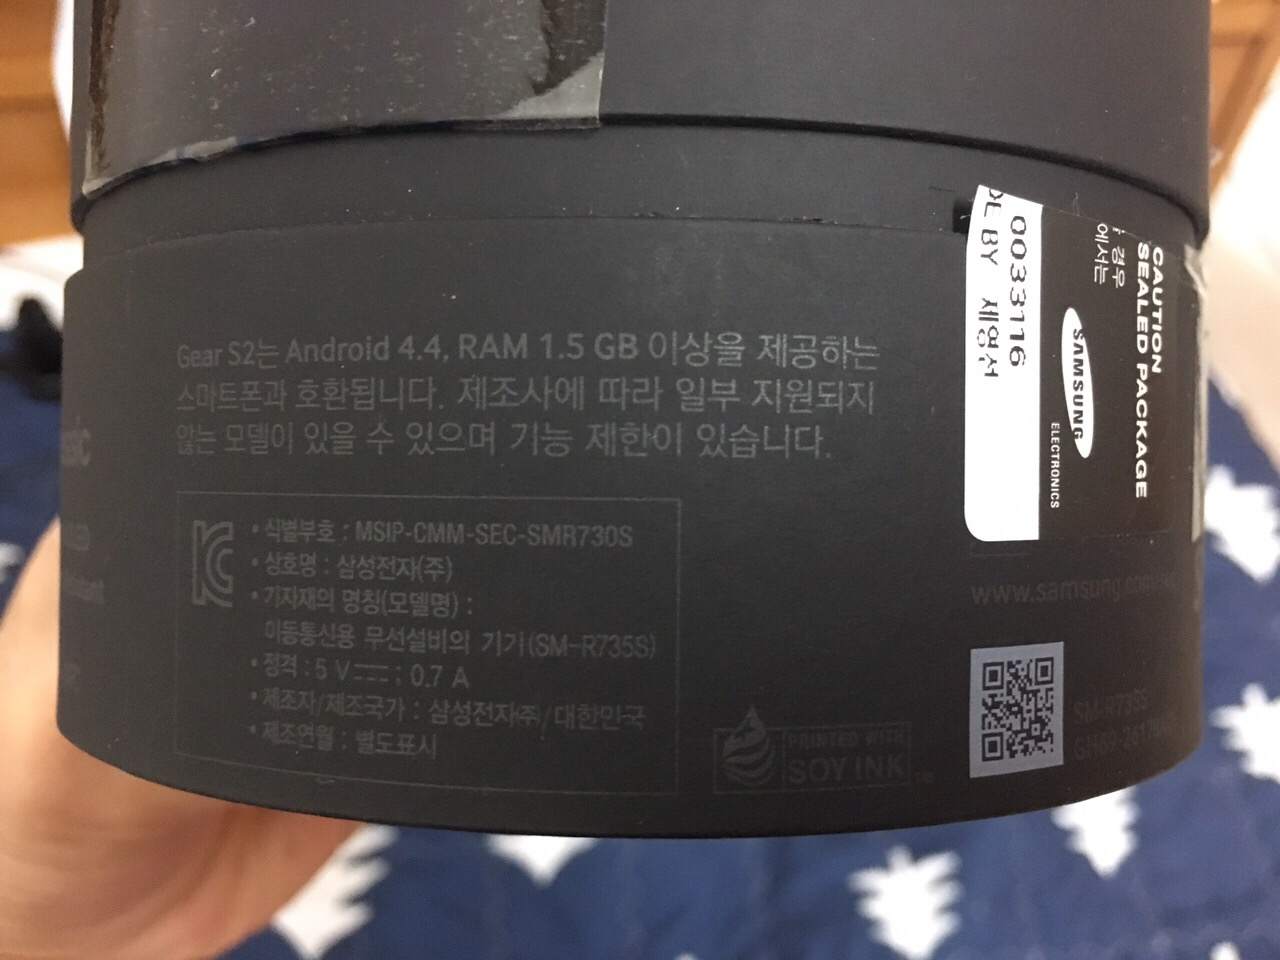 Gear S2는 Android 4.4, RAM 1.5 GB 이상을 제공하는
스마트폰과 호환됩니다. 제조사에 따라 일부 지원되지
않는 모델이 있을 수 있으며 기능 제한이 있습니다.
• 식별부호 : MSIP-CMM-SEC-SMR730S
• 상호명 : 삼성전자(주)
• 기자재의 명칭(모델명) :
이동통신용 무선설비의 기기(SM-R735S)
• 정격 : 5 V ; 0.7 A
• 제조자/제조국가 : 삼성전자㈜/대한민국
• 제조연월 : 별도표시
PRINTED WITH
SOY INK
CAUTION
SEALED PACKAGE
경우
에서는
SAMSUNG
ELECTRONICS
0033116
BY
www.samsung.com
SM-R735S